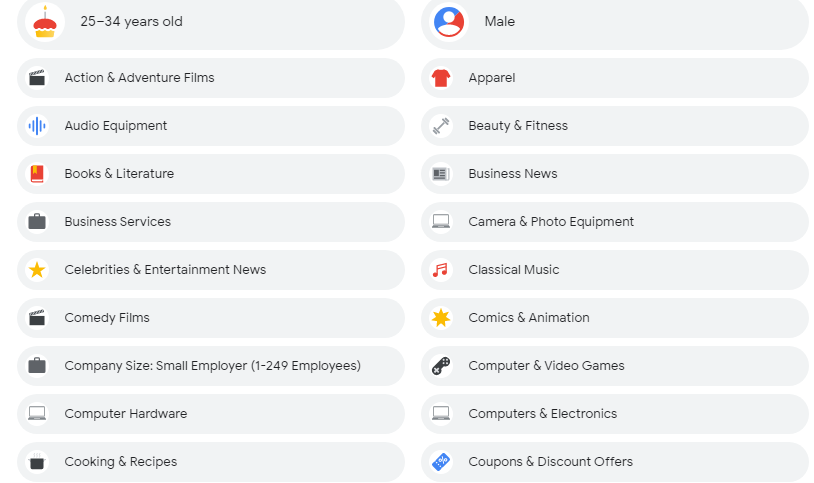 25–34 years old
Male
Action & Adventure Films
Apparel
Audio Equipment
Beauty & Fitness
Books & Literature
Business News
Business Services
Camera & Photo Equipment
Celebrities & Entertainment News
Classical Music
Comedy Films
Comics & Animation
Company Size: Small Employer (1-249 Employees)
Computer & Video Games
Computer Hardware
Computers & Electronics
Cooking & Recipes
Coupons & Discount Offers